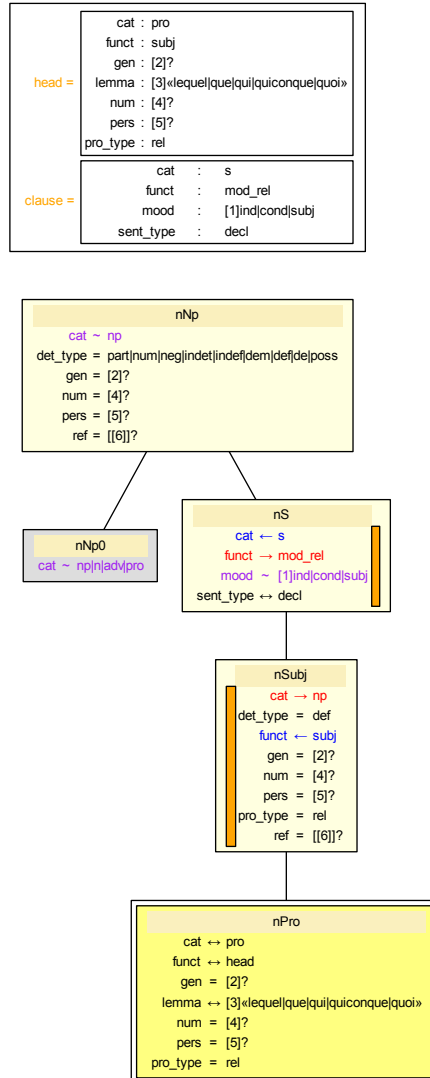 cat : pro
funct : subj
gen : [2]?
head = lemma : [3]«lequel|que|qui|quiconque|quoi»
num : [4]?
pers : [5]?
pro_type : rel
cat : s
funct : mod_rel
clause = mood : [1]ind|cond|subj
sent_type : decl
nNp
cat ~ np
det_type = part|num|neg|indet|indef|dem|def|de|poss
gen = [2]?
num = [4]?
pers = [5]?
ref = [[6]]?
nNp0
cat ~ np|n|adv|pro
nS
cat ← s
funct → mod_rel
mood ~ [1]ind|cond|subj
sent_type ↔ decl
nSubj
cat → np
det_type = def
funct ← subj
gen = [2]?
num = [4]?
pers = [5]?
pro_type = rel
ref = [[6]]?
nPro
cat ↔ pro
funct ↔ head
gen = [2]?
lemma ↔ [3]«lequel|que|qui|quiconque|quoi»
num = [4]?
pers = [5]?
pro_type = rel